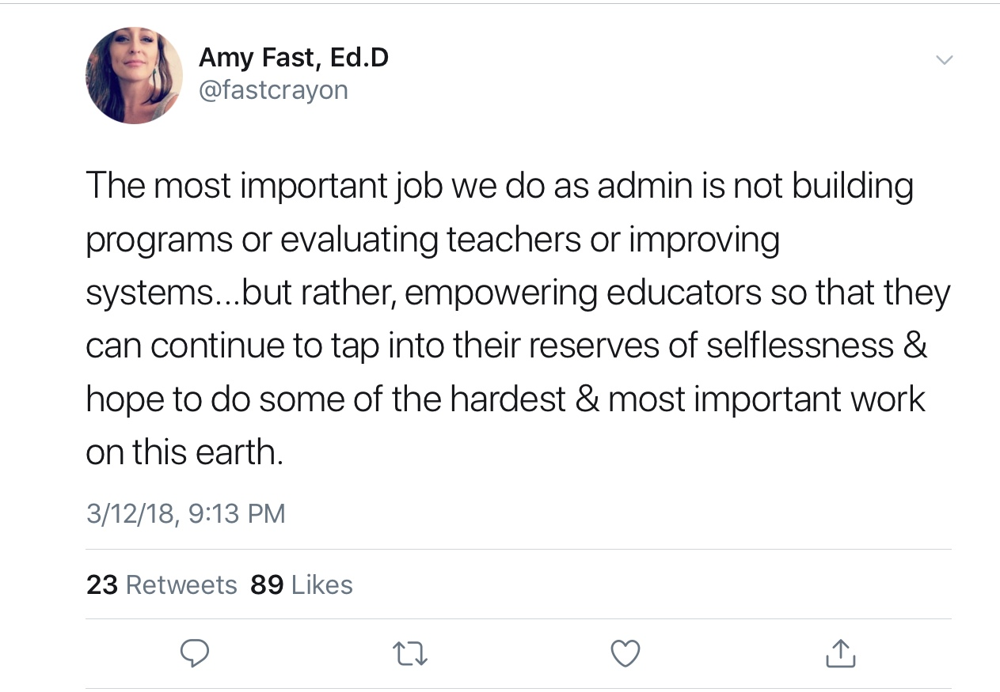 Amy Fast, Ed.D
@fastcrayon
The most important job we do as admin is not building
programs or evaluating teachers or improving
systems...but rather, empowering educators so that they
can continue to tap into their reserves of selflessness &
hope to do some of the hardest & most important work
on this earth.
3/12/18, 9:13 PM
23 Retweets 89 Likes